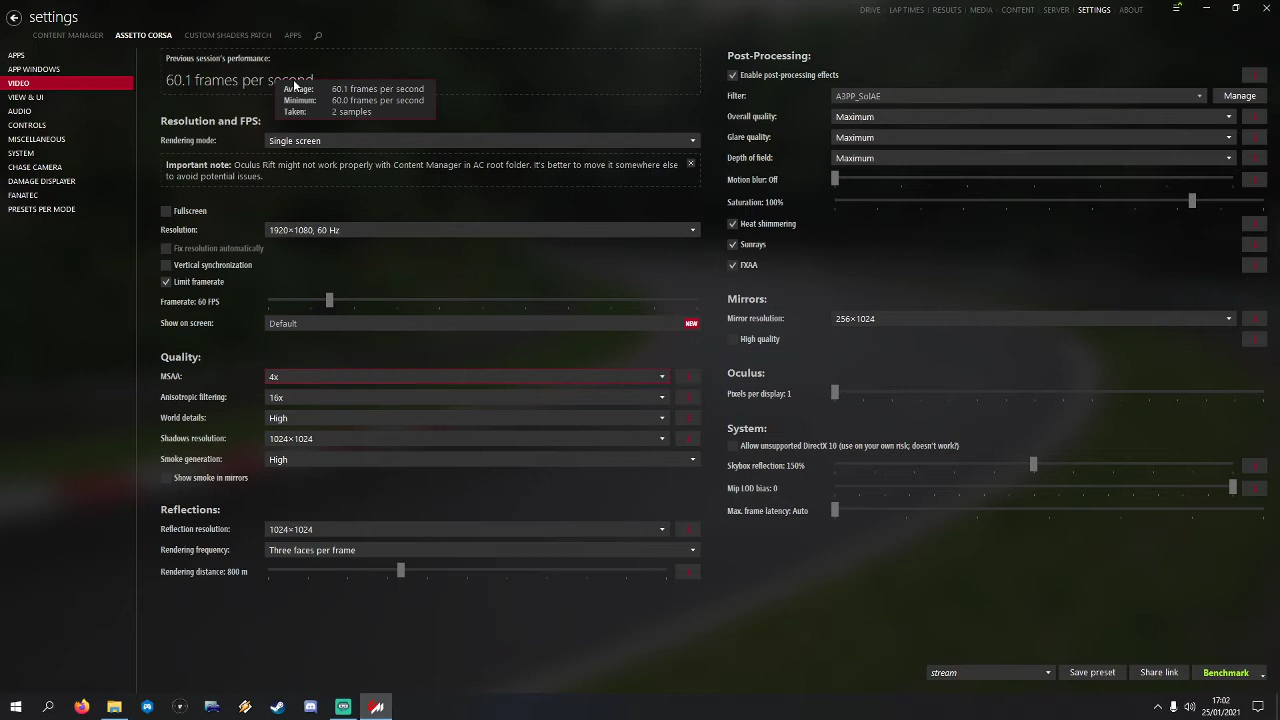 settings
DRIVE LAP TIMES RESULTS MEDIA CONTENT SERVER SETTINGS ABOUT
CONTENT MANAGER ASSETTO CORSA CUSTOM SHADERS PATCH APPS
APPS
APP WINDOWS
VIDEO
VIEW & UI
AUDIO
CONTROLS
MISCELLANEOUS
SYSTEM
CHASE CAMERA
DAMAGE DISPLAYER
FANATEC
PRESETS PER MODE
Previous session's performance:
60.1 frames per second
Average: 60.1 frames per second
Minimum: 60.0 frames per second
Taken: 2 samples
Resolution and FPS:
Rendering mode: Single screen
Important note: Oculus Rift might not work properly with Content Manager in AC root folder. It's better to move it somewhere else
to avoid potential issues.
Fullscreen
Resolution: 1920×1080, 60 Hz
Fix resolution automatically
Vertical synchronization
Limit framerate
Framerate: 60 FPS
Show on screen: Default NEW
Quality:
MSAA: 4x
Anisotropic filtering: 16x
World details: High
Shadows resolution: 1024×1024
Smoke generation: High
Show smoke in mirrors
Reflections:
Reflection resolution: 1024×1024
Rendering frequency: Three faces per frame
Rendering distance: 800 m
Post-Processing:
Enable post-processing effects
Filter: A3PP_SolAE Manage
Overall quality: Maximum
Glare quality: Maximum
Depth of field: Maximum
Motion blur: Off
Saturation: 100%
Heat shimmering
Sunrays
FXAA
Mirrors:
Mirror resolution: 256×1024
High quality
Oculus:
Pixels per display: 1
System:
Allow unsupported DirectX 10 (use on your own risk; doesn't work?)
Skybox reflection: 150%
Mip LOD bias: 0
Max. frame latency: Auto
stream Save preset Share link Benchmark
17:02
25/01/2021